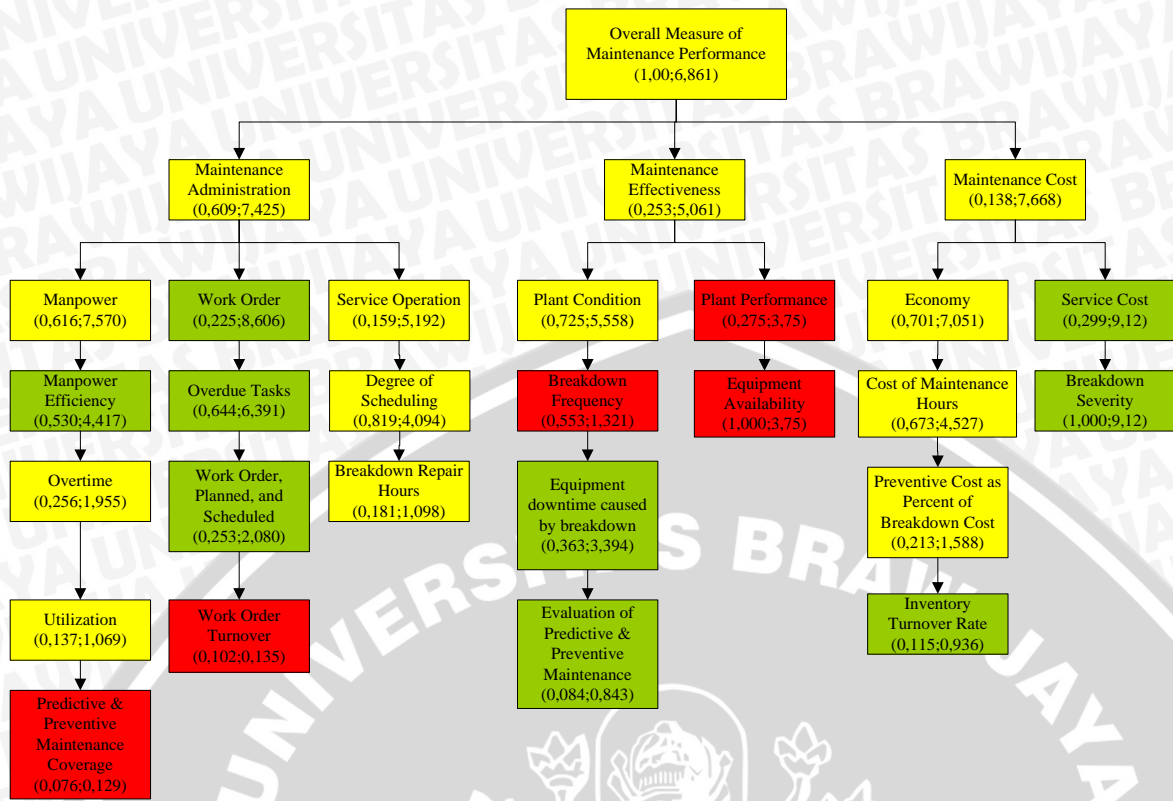 Overall Measure of
Maintenance Performance
(1,00;6,861)
Maintenance
Administration
(0,609;7,425)
Maintenance
Effectiveness
(0,253;5,061)
Maintenance Cost
(0,138;7,668)
Manpower
(0,616;7,570)
Work Order
(0,225;8,606)
Service Operation
(0,159;5,192)
Plant Condition
(0,725;5,558)
Plant Performance
(0,275;3,75)
Economy
(0,701;7,051)
Service Cost
(0,299;9,12)
Manpower
Efficiency
(0,530;4,417)
Overdue Tasks
(0,644;6,391)
Degree of
Scheduling
(0,819;4,094)
Breakdown
Frequency
(0,553;1,321)
Equipment
Availability
(1,000;3,75)
Cost of Maintenance
Hours
(0,673;4,527)
Breakdown
Severity
(1,000;9,12)
Overtime
(0,256;1,955)
Work Order,
Planned, and
Scheduled
(0,253;2,080)
Breakdown Repair
Hours
(0,181;1,098)
Equipment
downtime caused
by breakdown
(0,363;3,394)
Preventive Cost as
Percent of
Breakdown Cost
(0,213;1,588)
Utilization
(0,137;1,069)
Work Order
Turnover
(0,102;0,135)
Evaluation of
Predictive &
Preventive
Maintenance
(0,084;0,843)
Inventory
Turnover Rate
(0,115;0,936)
Predictive &
Preventive
Maintenance
Coverage
(0,076;0,129)
UNIVERSITAS BRAWIJAYA